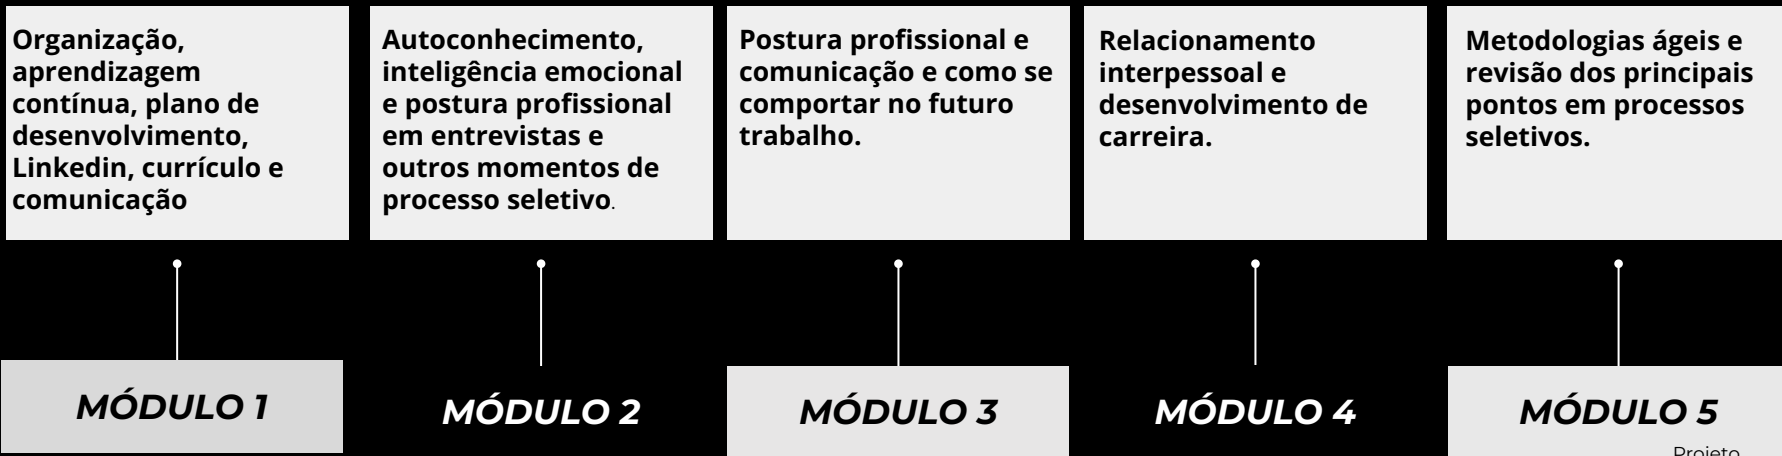 Organização,
aprendizagem
contínua, plano de
desenvolvimento,
Linkedin, currículo e
comunicação
Autoconhecimento,
inteligência emocional
e postura profissional
em entrevistas e
outros momentos de
processo seletivo.
Postura profissional e
comunicação e como se
comportar no futuro
trabalho.
Relacionamento
interpessoal e
desenvolvimento de
carreira.
Metodologias ágeis e
revisão dos principais
pontos em processos
seletivos.
MÓDULO 1
MÓDULO 2
MÓDULO 3
MÓDULO 4
MÓDULO 5
Projeto